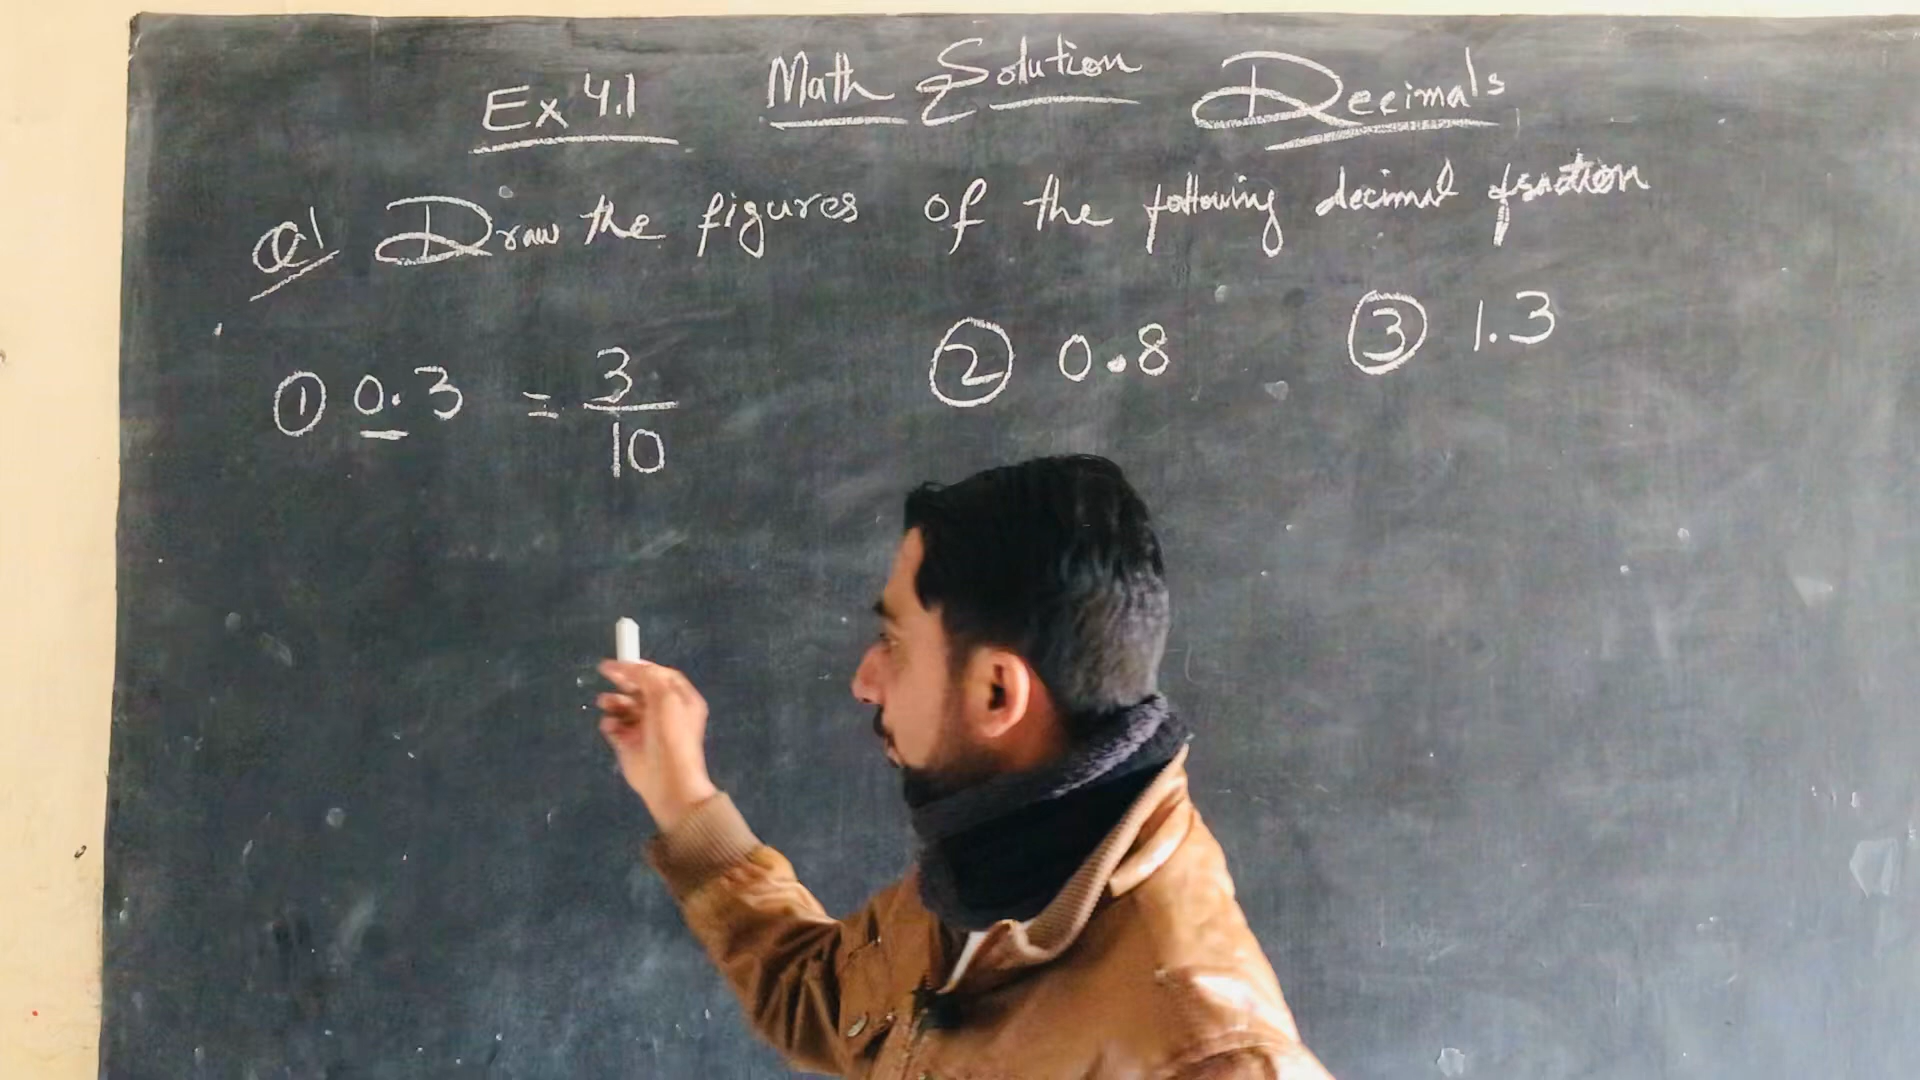 Ex 4.1 Math Solution Decimals
Q1 Draw the figures of the following decimal fraction
① 0.3 = 3/10 ② 0.8 ③ 1.3